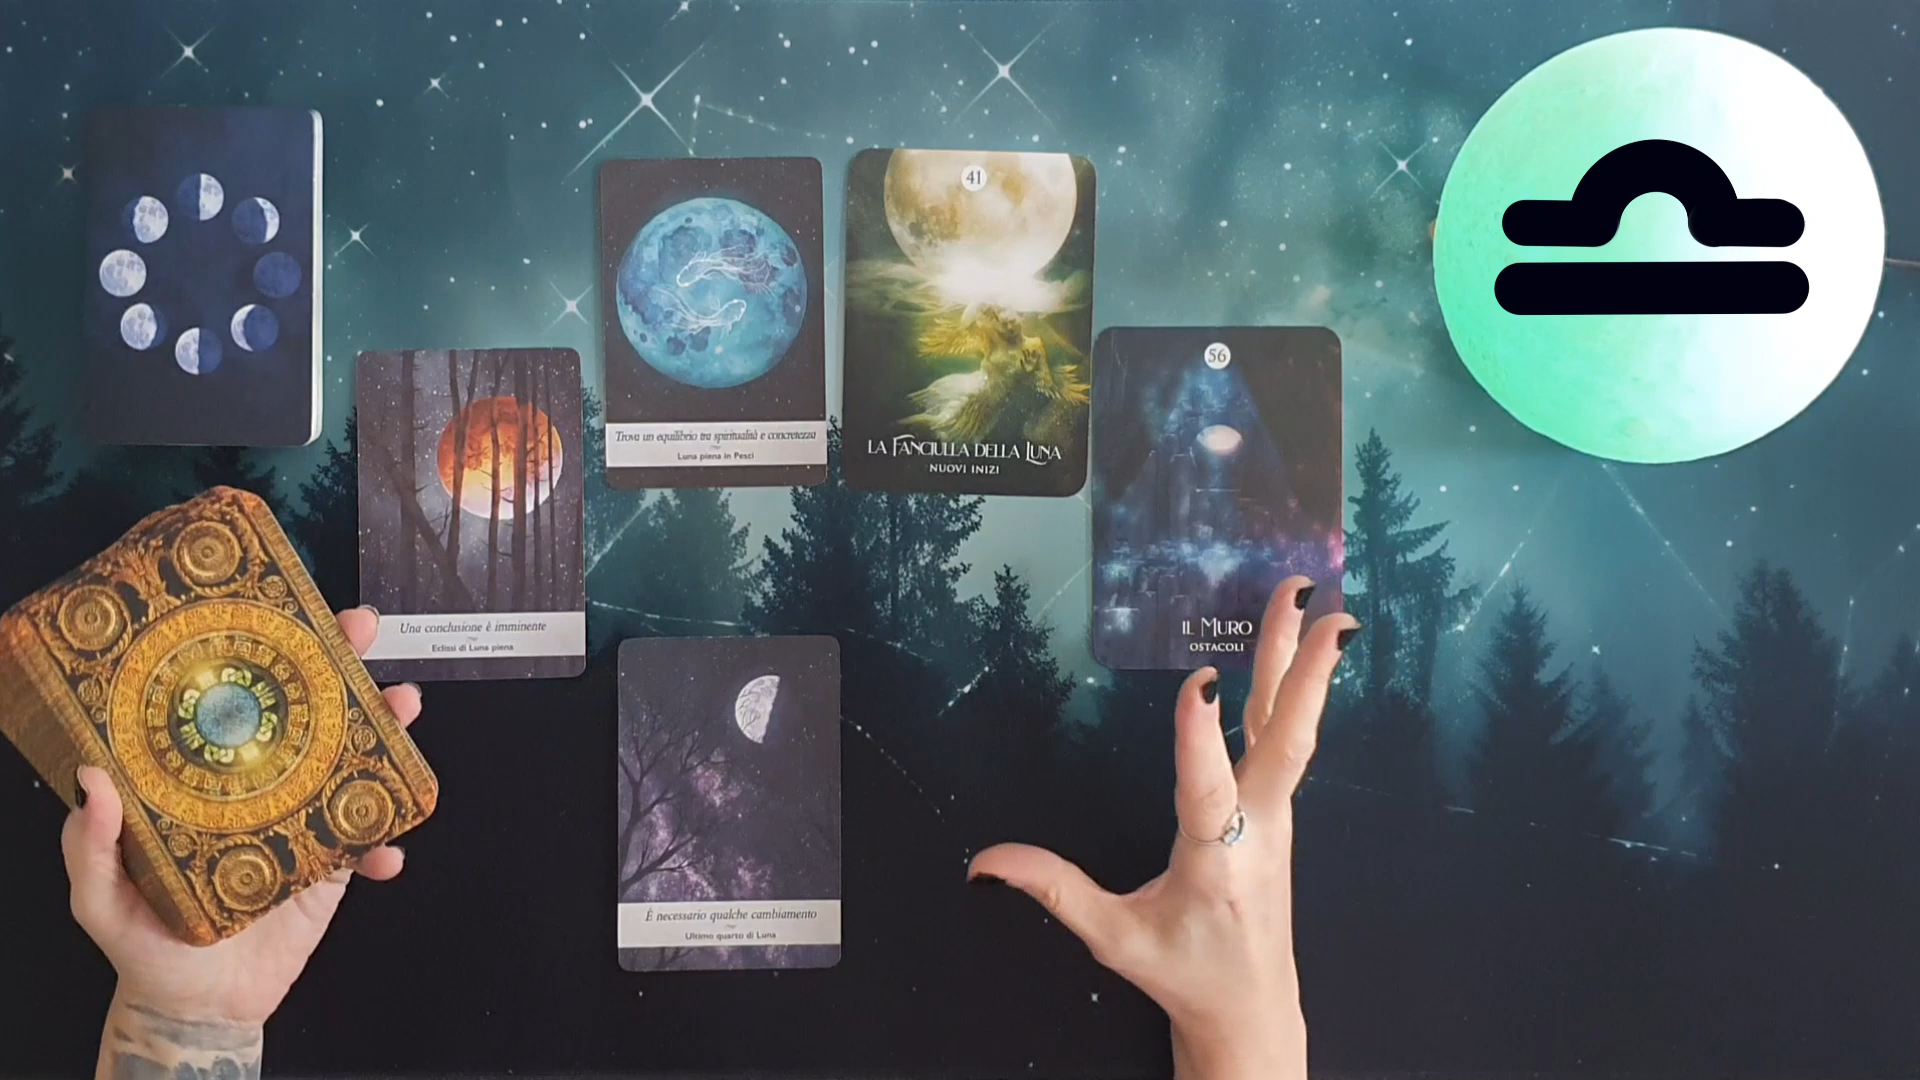 Trova un equilibrio tra spiritualità e concretezza
Luna piena in Pesci
41
LA FANCIULLA DELLA LUNA
NUOVI INIZI
56
IL MURO
OSTACOLI
Una conclusione è imminente
Eclissi di Luna piena
È necessario qualche cambiamento
Ultimo quarto di Luna